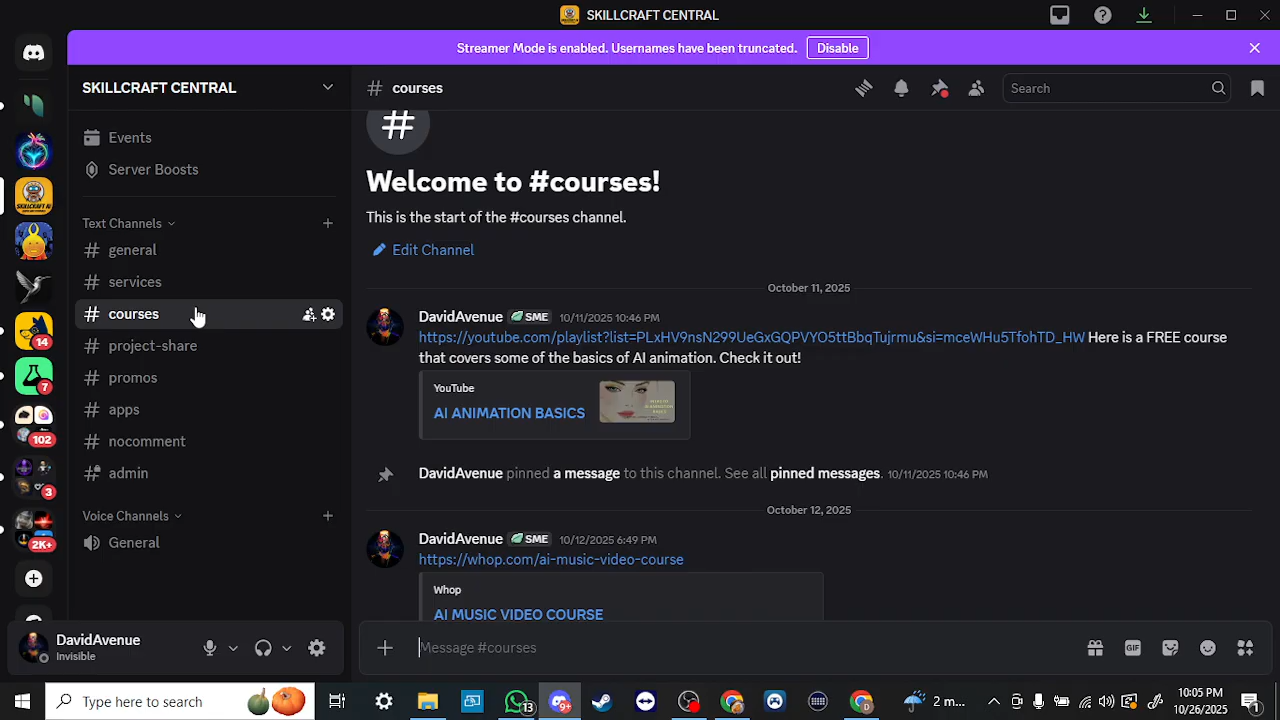 SKILLCRAFT CENTRAL
Streamer Mode is enabled. Usernames have been truncated. Disable
SKILLCRAFT CENTRAL
courses
Search
Events
Server Boosts
Text Channels
general
services
courses
project-share
promos
apps
nocomment
admin
Voice Channels
General
14
7
102
3
2K+
Welcome to #courses!
This is the start of the #courses channel.
Edit Channel
October 11, 2025
DavidAvenue SME 10/11/2025 10:46 PM
https://youtube.com/playlist?list=PLxHV9nsN299UeGxGQPVYO5ttBbqTujrmu&si=mceWHu5TfohTD_HW Here is a FREE course
that covers some of the basics of AI animation. Check it out!
YouTube
AI ANIMATION BASICS
DavidAvenue pinned a message to this channel. See all pinned messages. 10/11/2025 10:46 PM
October 12, 2025
DavidAvenue SME 10/12/2025 6:49 PM
https://whop.com/ai-music-video-course
Whop
AI MUSIC VIDEO COURSE
DavidAvenue
Invisible
Message #courses
GIF
Type here to search
13
9+
2 m...
10:05 PM
10/26/2025
1